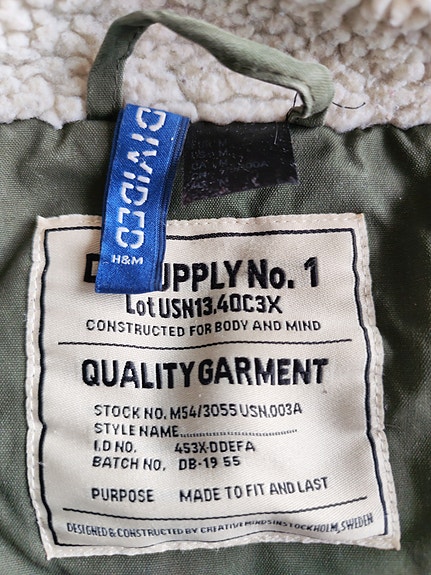 DIVIDED
H&M
UPPLY No. 1
Lot USN13.40C3X
CONSTRUCTED FOR BODY AND MIND
QUALITY GARMENT
STOCK NO. M54/3055 USN.003A
STYLE NAME
I.D NO. 453X-DDEFA
BATCH NO. DB-19 55
PURPOSE MADE TO FIT AND LAST
DESIGNED & CONSTRUCTED BY CREATIVE MINDS IN STOCKHOLM, SWEDEN